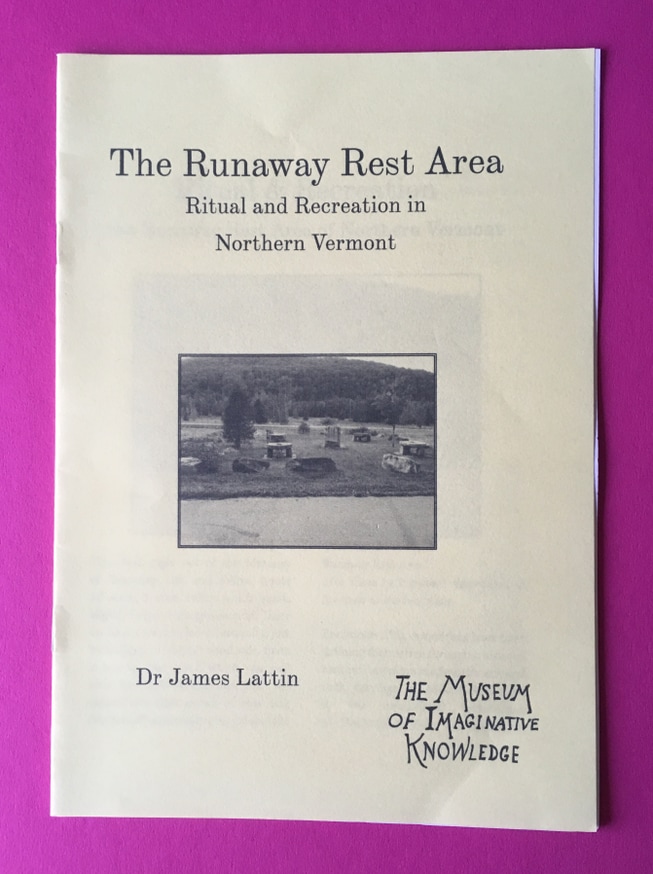 The Runaway Rest Area
Ritual and Recreation in
Northern Vermont
Dr James Lattin
THE MUSEUM
OF IMAGINATIVE
KNOWLEDGE